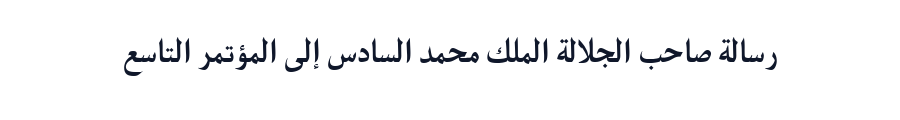 رسالة صاحب الجلالة الملك محمد السادس إلى المؤتمر التاسع